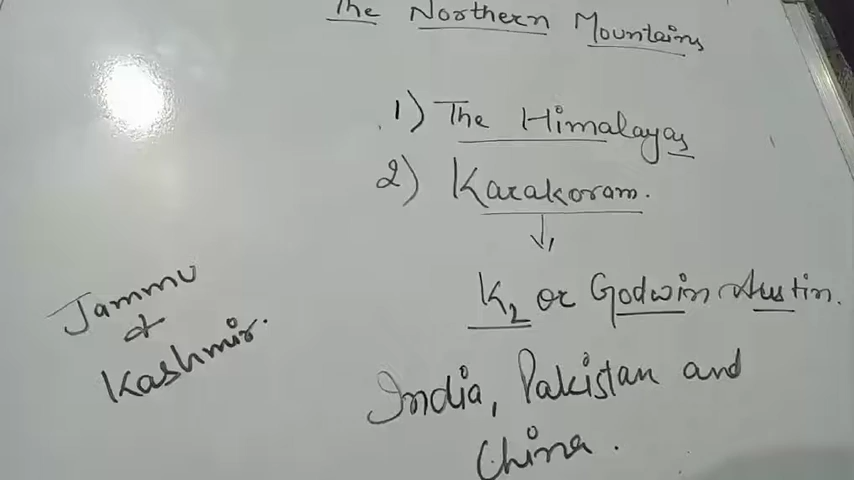 The Northern Mountains
1) The Himalayas
2) Karakoram.
K2 or Godwin Austin.
India, Pakistan and
China.
Jammu
&
Kashmir.